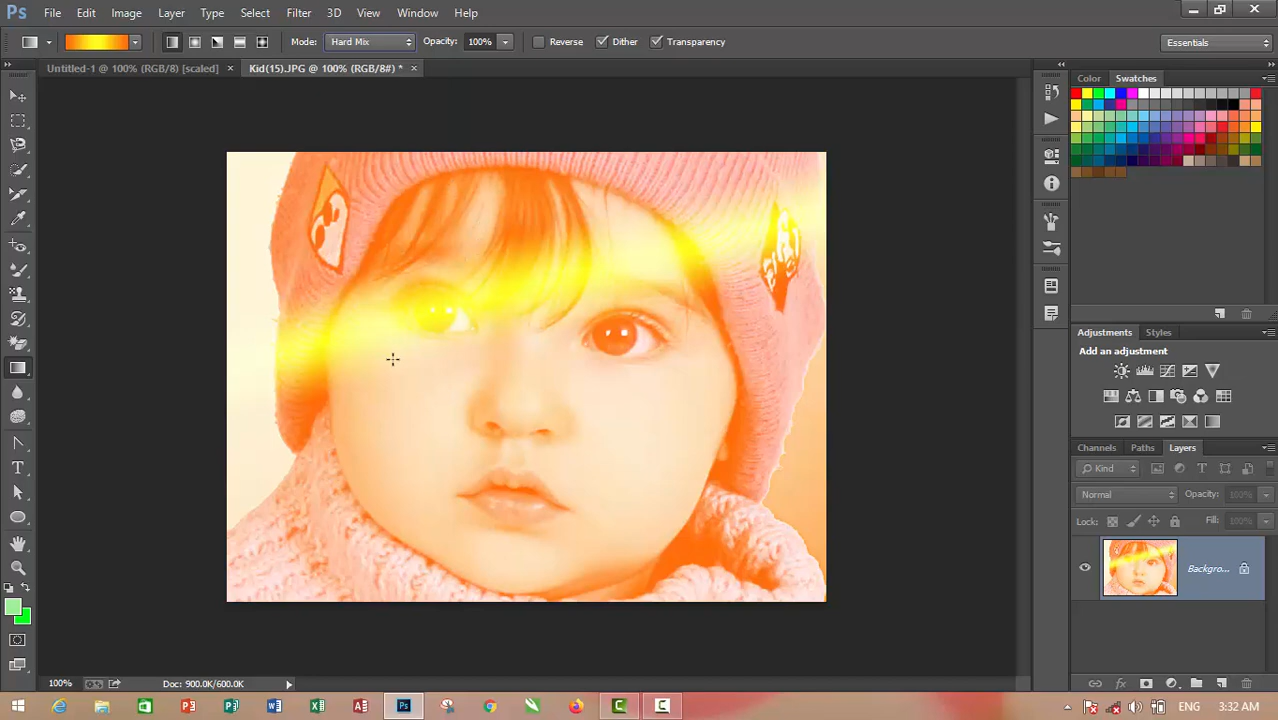 Ps File Edit Image Layer Type Select Filter 3D View Window Help
Mode: Hard Mix Opacity: 100% Reverse Dither Transparency Essentials
Untitled-1 @ 100% (RGB/8) [scaled] × Kid(15).JPG @ 100% (RGB/8#) * ×
Color Swatches
Adjustments Styles
Add an adjustment
Channels Paths Layers
Kind
Normal Opacity: 100%
Lock: Fill: 100%
Backgro...
100% Doc: 900.0K/600.0K
ENG 3:32 AM